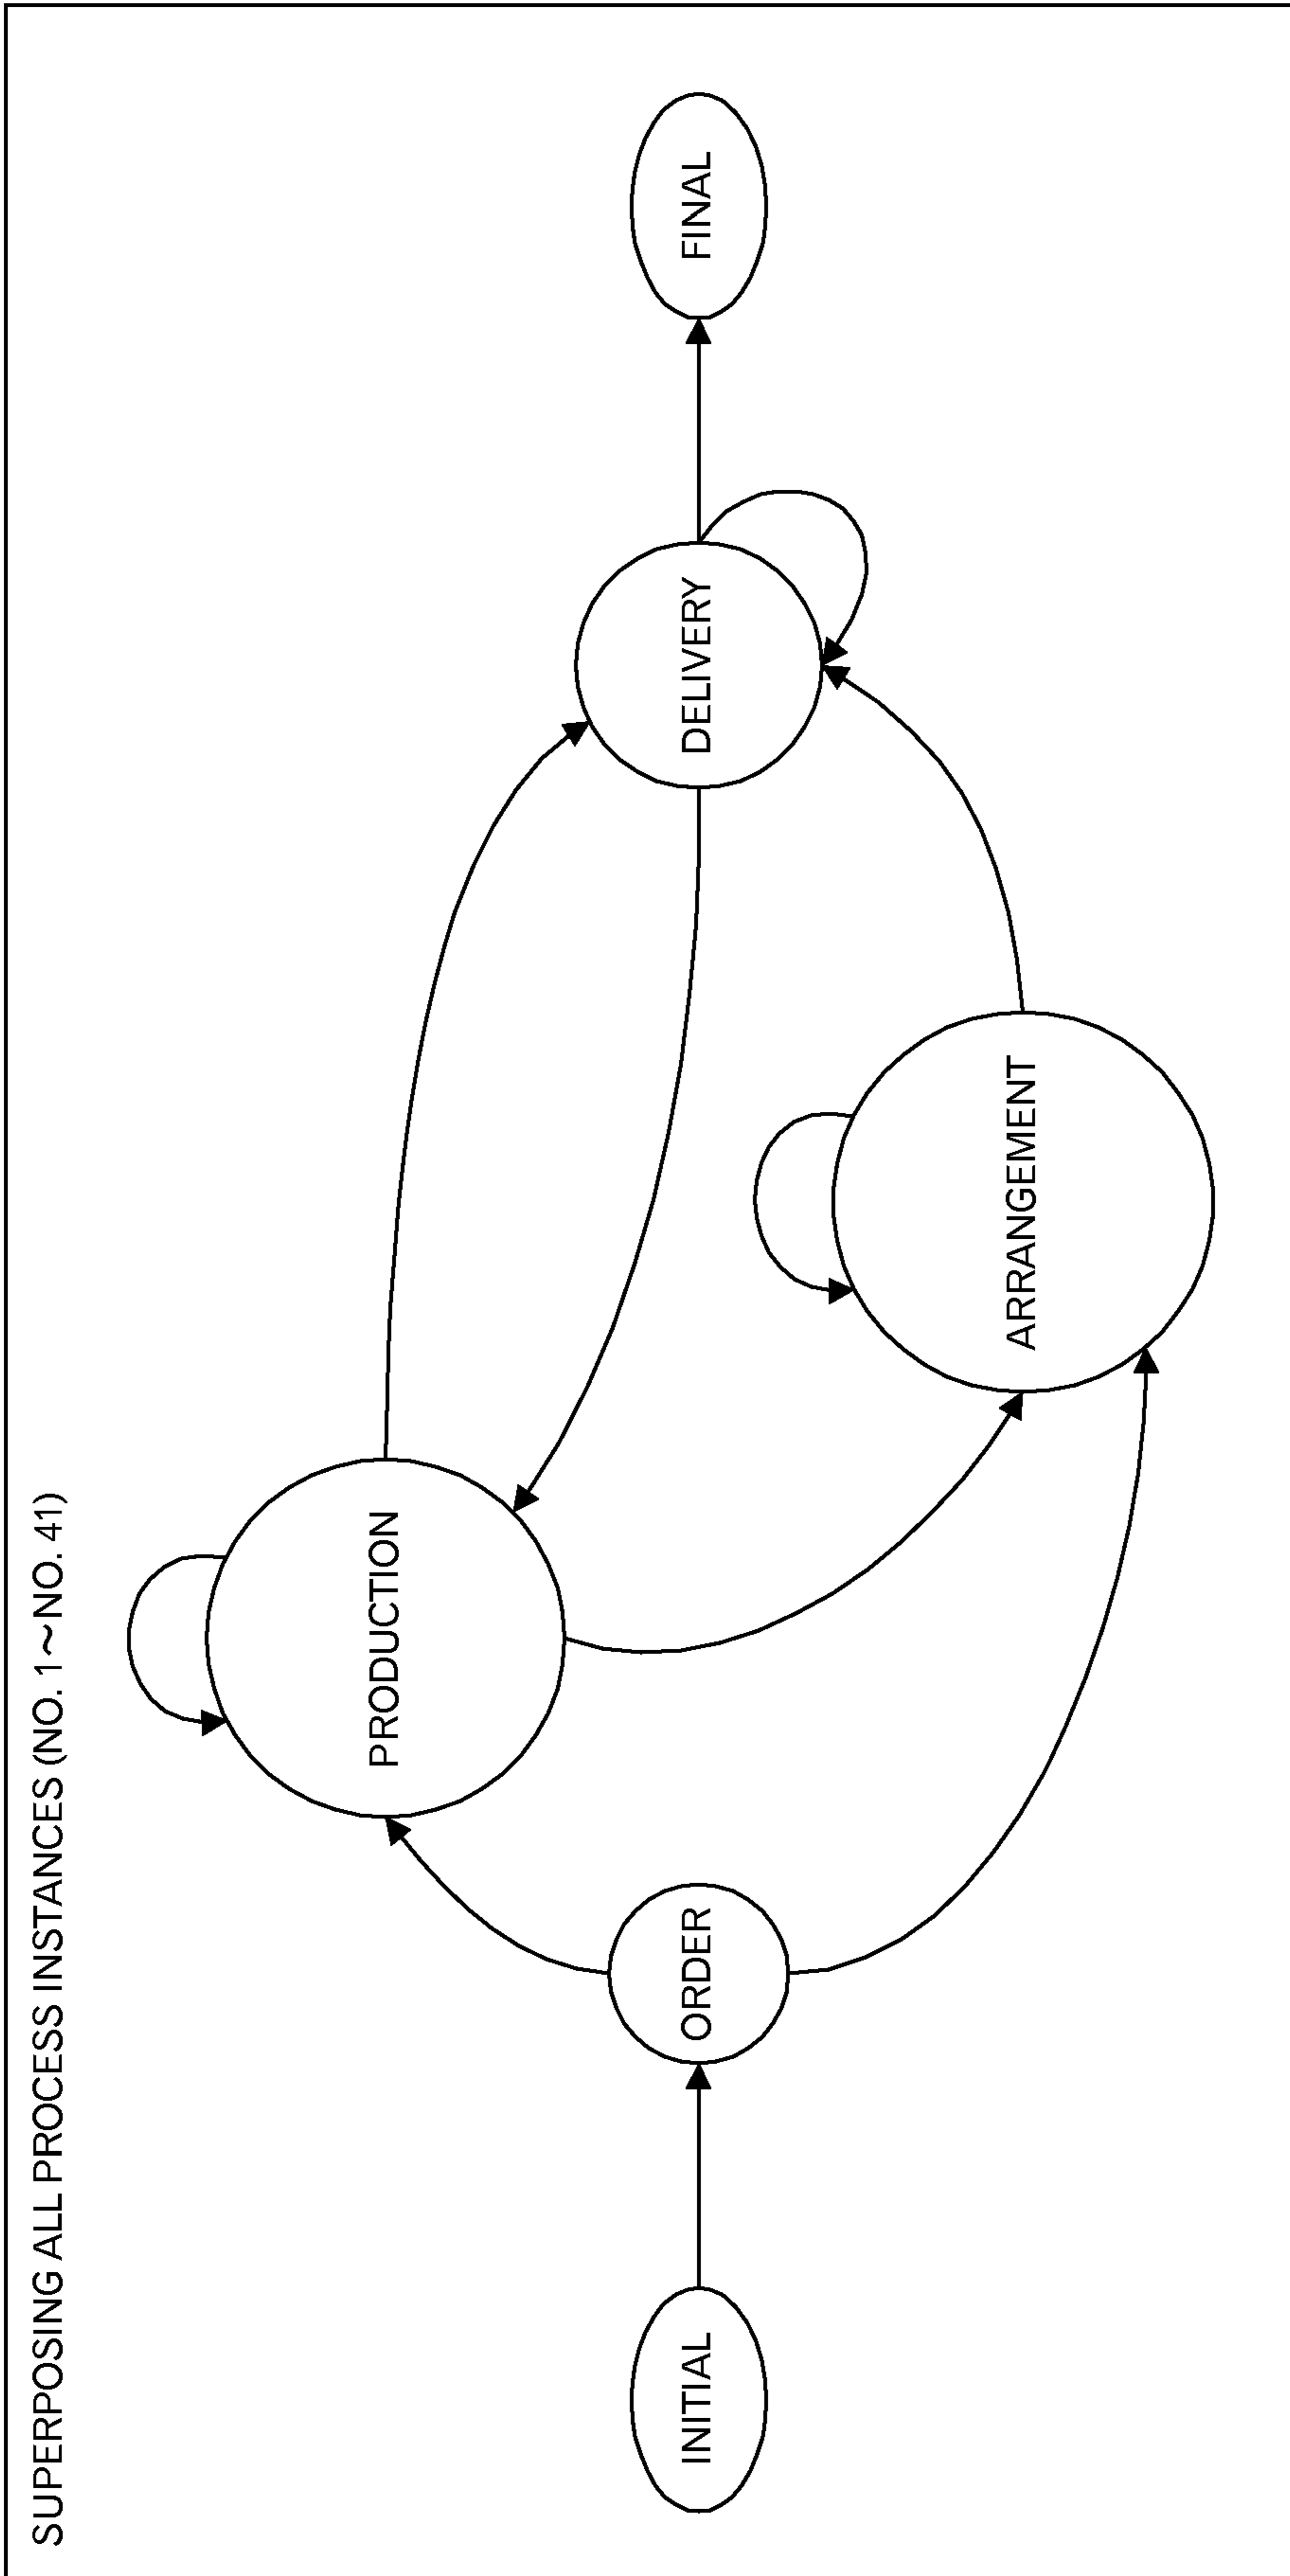 SUPERPOSING ALL PROCESS INSTANCES (NO. 1~NO. 41)
INITIAL
ORDER
PRODUCTION
ARRANGEMENT
DELIVERY
FINAL